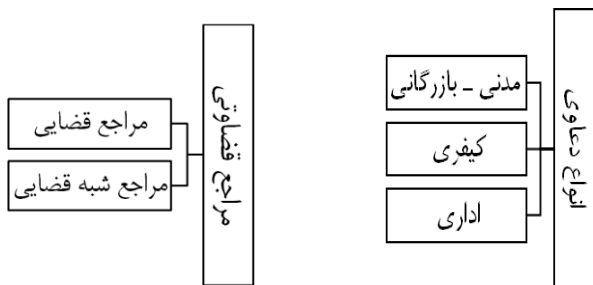 انواع دعاوی
مدنی ـ بازرگانی
کیفری
اداری
مراجع قضاوتی
مراجع قضایی
مراجع شبه قضایی